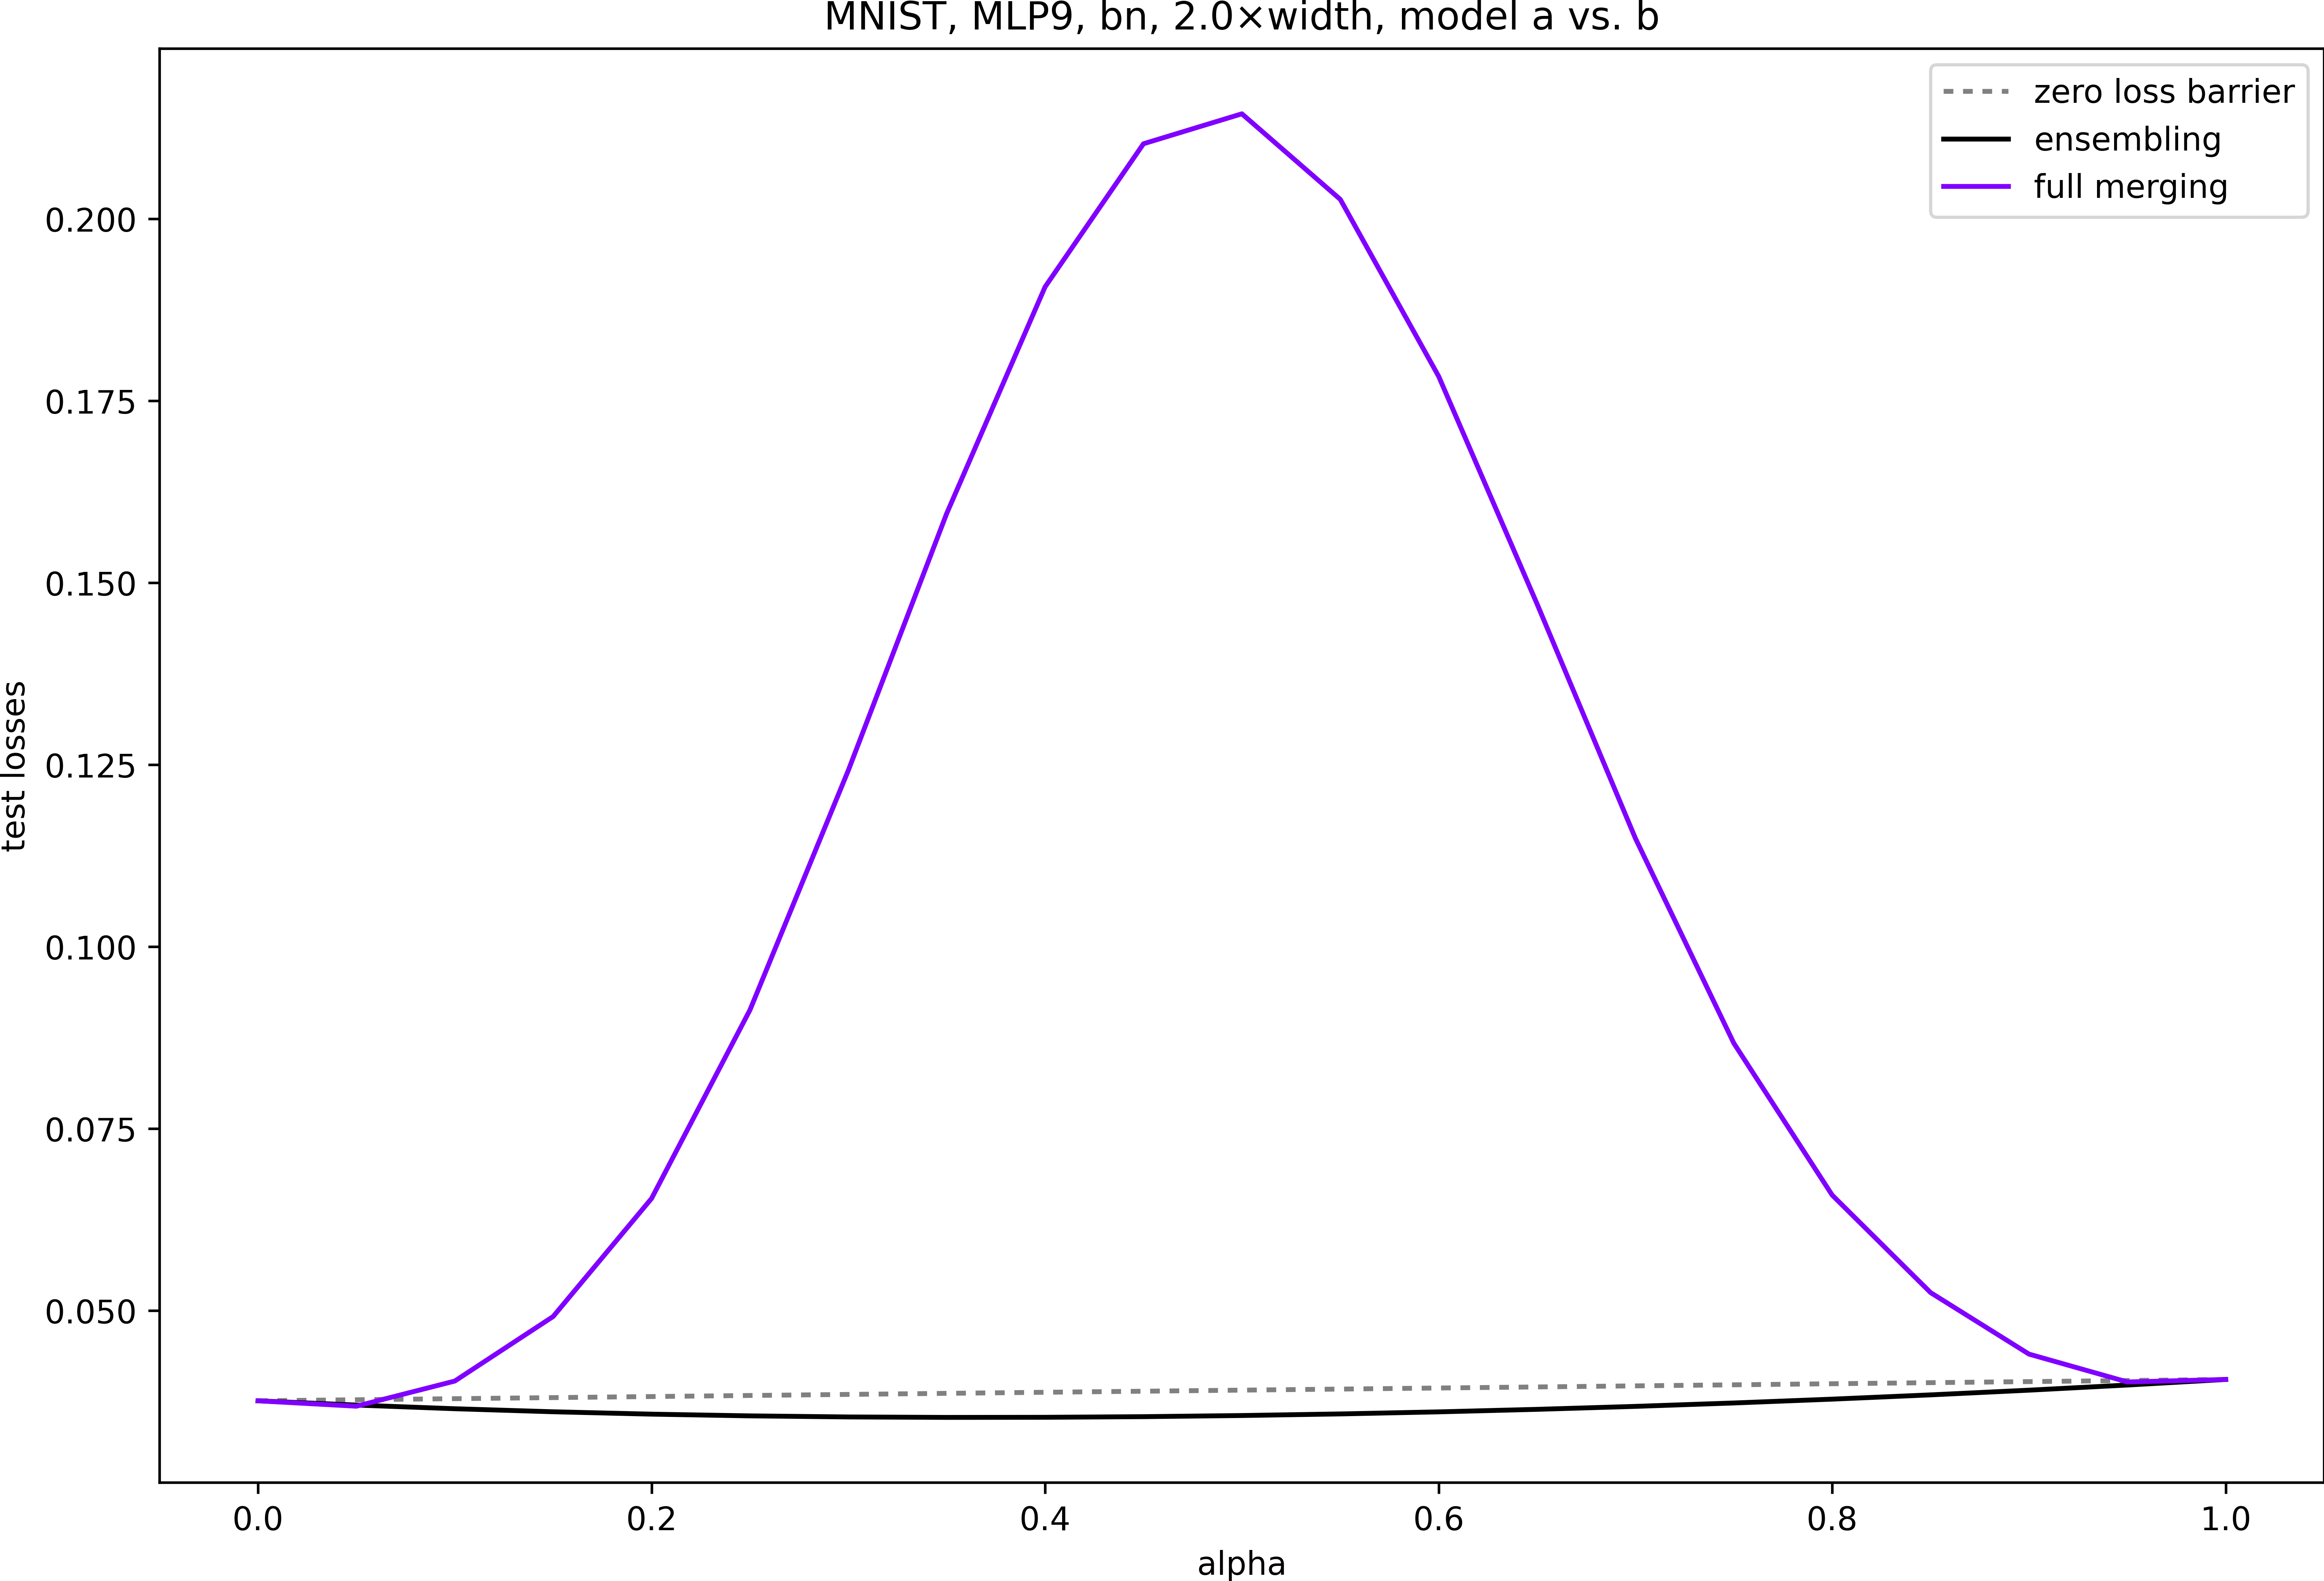 MNIST, MLP9, bn, 2.0×width, model a vs. b
zero loss barrier
ensembling
full merging
test losses
0.200
0.175
0.150
0.125
0.100
0.075
0.050
0.0 0.2 0.4 0.6 0.8 1.0
alpha